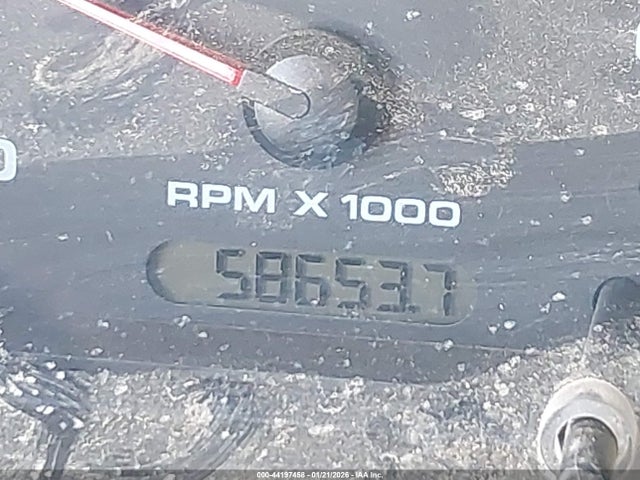 RPM X 1000
58653.7
000-44197458 - 01/21/2026 - IAA Inc.